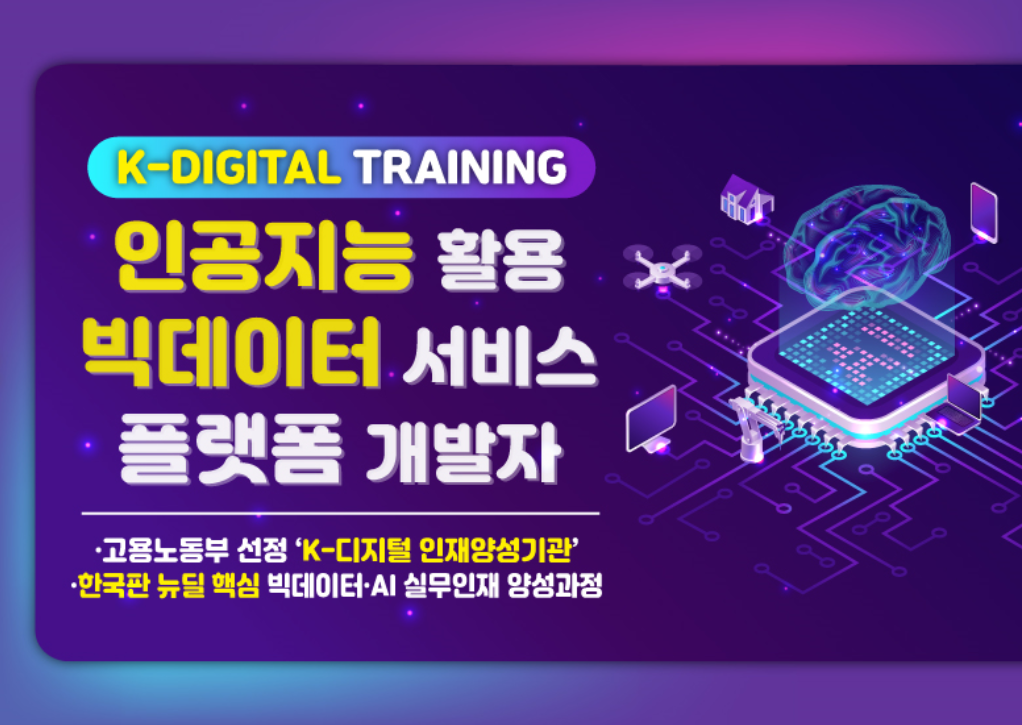 K-DIGITAL TRAINING
인공지능 활용
빅데이터 서비스
플랫폼 개발자
·고용노동부 선정 ‘K-디지털 인재양성기관’
·한국판 뉴딜 핵심 빅데이터·AI 실무인재 양성과정